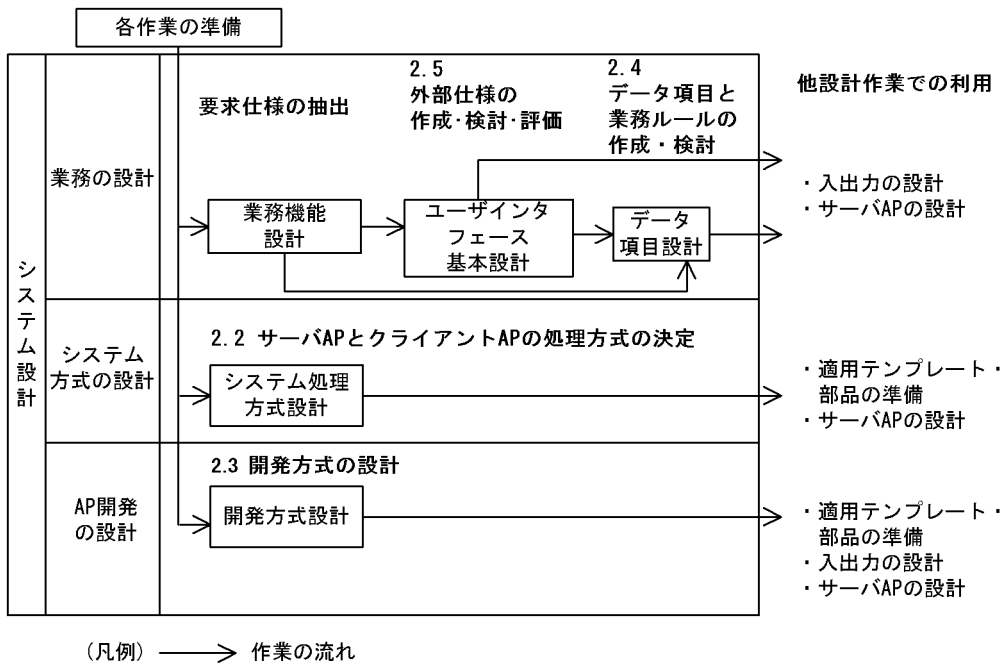 各作業の準備
2.5
外部仕様の
作成・検討・評価
2.4
データ項目と
業務ルールの
作成・検討
他設計作業での利用
要求仕様の抽出
システム設計
業務の設計
業務機能
設計
ユーザインタ
フェース
基本設計
データ
項目設計
・入出力の設計
・サーバAPの設計
システム
方式の設計
2.2 サーバAPとクライアントAPの処理方式の決定
システム処理
方式設計
・適用テンプレート・
部品の準備
・サーバAPの設計
AP開発
の設計
2.3 開発方式の設計
開発方式設計
・適用テンプレート・
部品の準備
・入出力の設計
・サーバAPの設計
(凡例) 作業の流れ